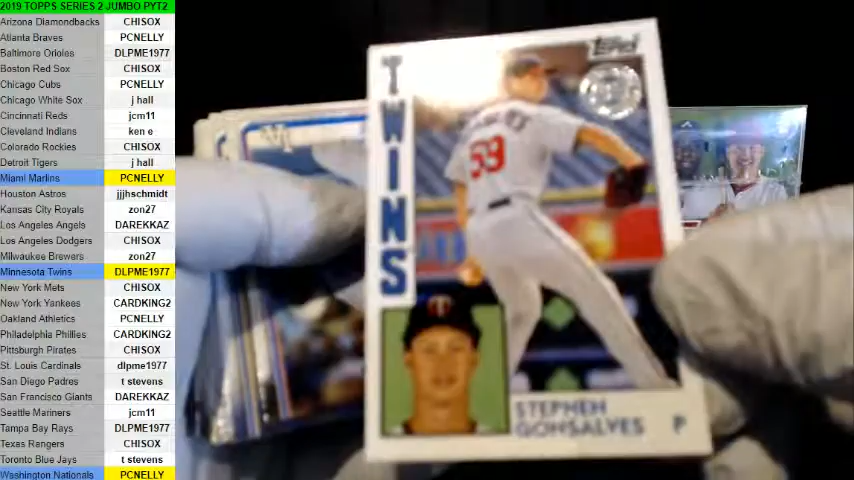 2019 TOPPS SERIES 2 JUMBO PYT2
Arizona Diamondbacks CHISOX
Atlanta Braves PCNELLY
Baltimore Orioles DLPME1977
Boston Red Sox CHISOX
Chicago Cubs PCNELLY
Chicago White Sox j hall
Cincinnati Reds jcm11
Cleveland Indians ken e
Colorado Rockies CHISOX
Detroit Tigers j hall
Miami Marlins PCNELLY
Houston Astros jjjhschmidt
Kansas City Royals zon27
Los Angeles Angels DAREKKAZ
Los Angeles Dodgers CHISOX
Milwaukee Brewers zon27
Minnesota Twins DLPME1977
New York Mets CHISOX
New York Yankees CARDKING2
Oakland Athletics PCNELLY
Philadelphia Phillies CARDKING2
Pittsburgh Pirates CHISOX
St. Louis Cardinals dlpme1977
San Diego Padres t stevens
San Francisco Giants DAREKKAZ
Seattle Mariners jcm11
Tampa Bay Rays DLPME1977
Texas Rangers CHISOX
Toronto Blue Jays t stevens
Washington Nationals PCNELLY
Topps
TWINS
59
T
STEPHEN
GONSALVES P